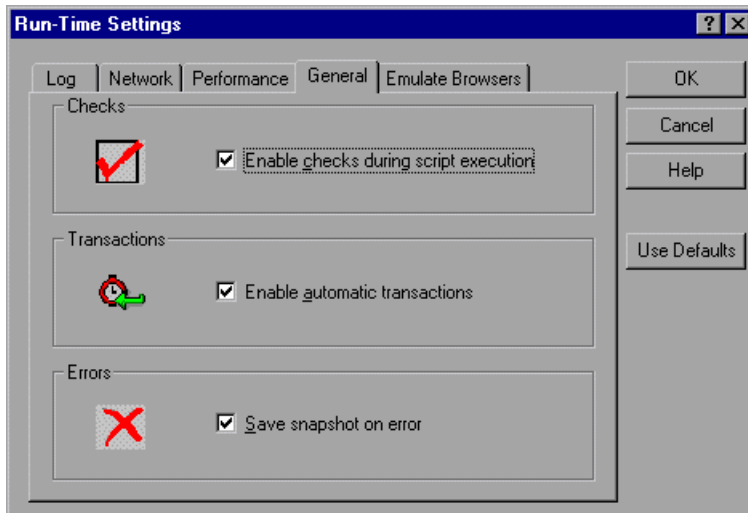 Run-Time Settings
Log Network Performance General Emulate Browsers
OK
Checks
Cancel
Enable checks during script execution
Help
Transactions
Use Defaults
Enable automatic transactions
Errors
Save snapshot on error